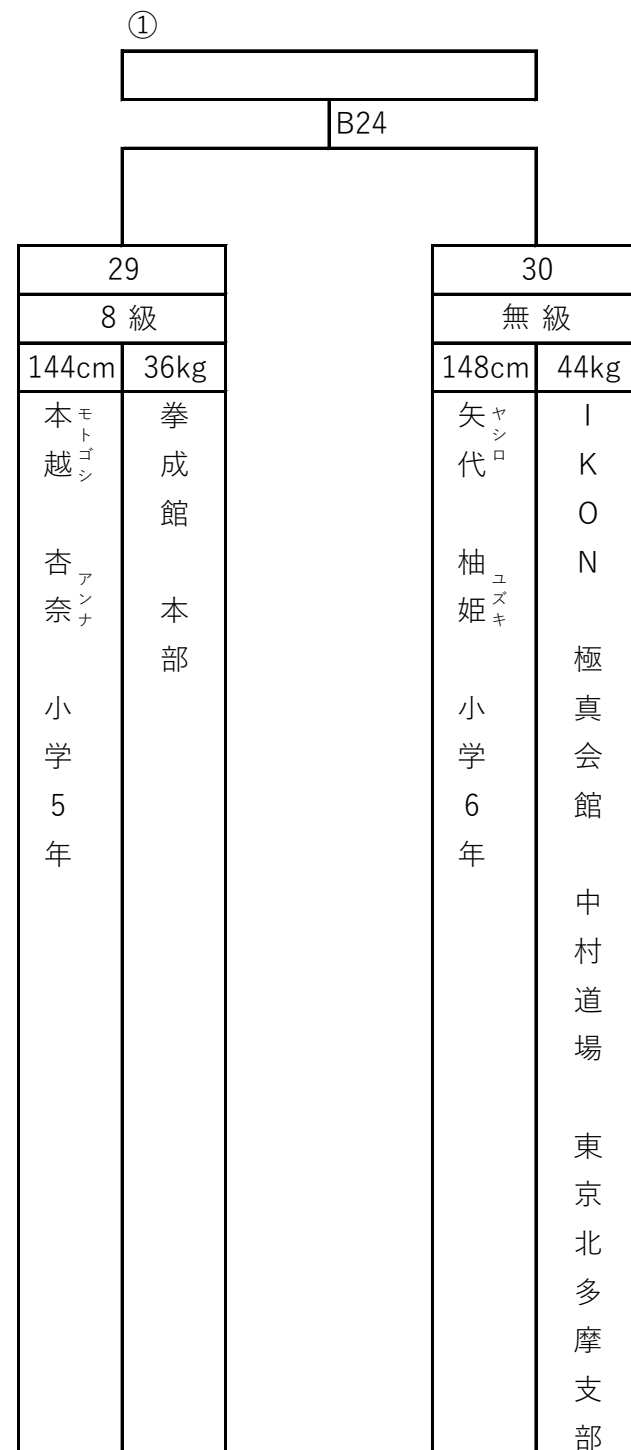 ①
B24
29
8 級
144cm
36kg
本越 杏奈 小学5年
モトゴシ アンナ
拳成館 本部
30
無 級
148cm
44kg
矢代 柚姫 小学6年
ヤシロ ユズキ
IKON 極真会館 中村道場 東京北多摩支部